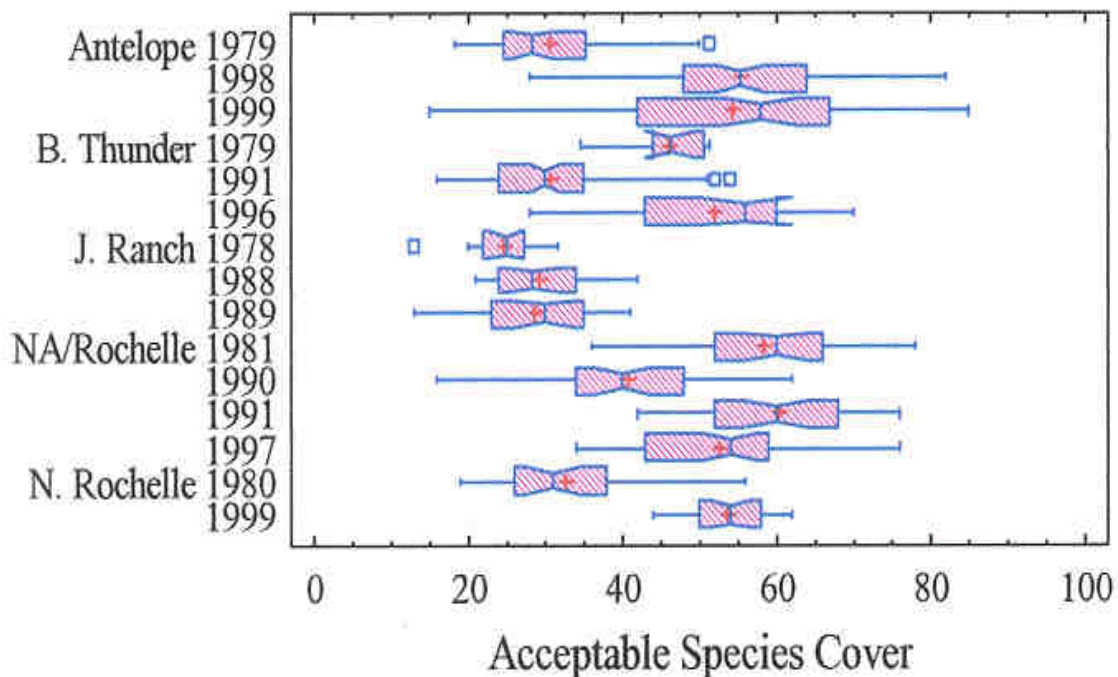 Antelope 1979
1998
1999
B. Thunder 1979
1991
1996
J. Ranch 1978
1988
1989
NA/Rochelle 1981
1990
1991
1997
N. Rochelle 1980
1999
0 20 40 60 80 100
Acceptable Species Cover